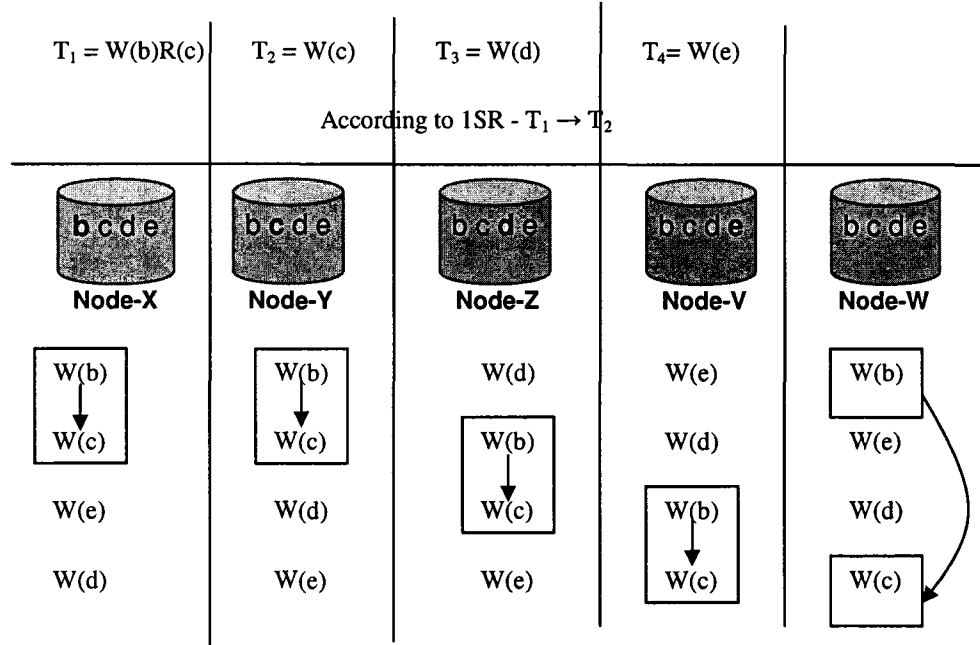 T₁ = W(b)R(c) T₂ = W(c) T₃ = W(d) T₄= W(e)
According to 1SR - T₁ → T₂
b c d e b c d e b c d e b c d e b c d e
Node-X Node-Y Node-Z Node-V Node-W
W(b) W(b) W(d) W(e) W(b)
W(c) W(c) W(b) W(d) W(e)
W(e) W(d) W(c) W(b) W(d)
W(d) W(e) W(e) W(c) W(c)